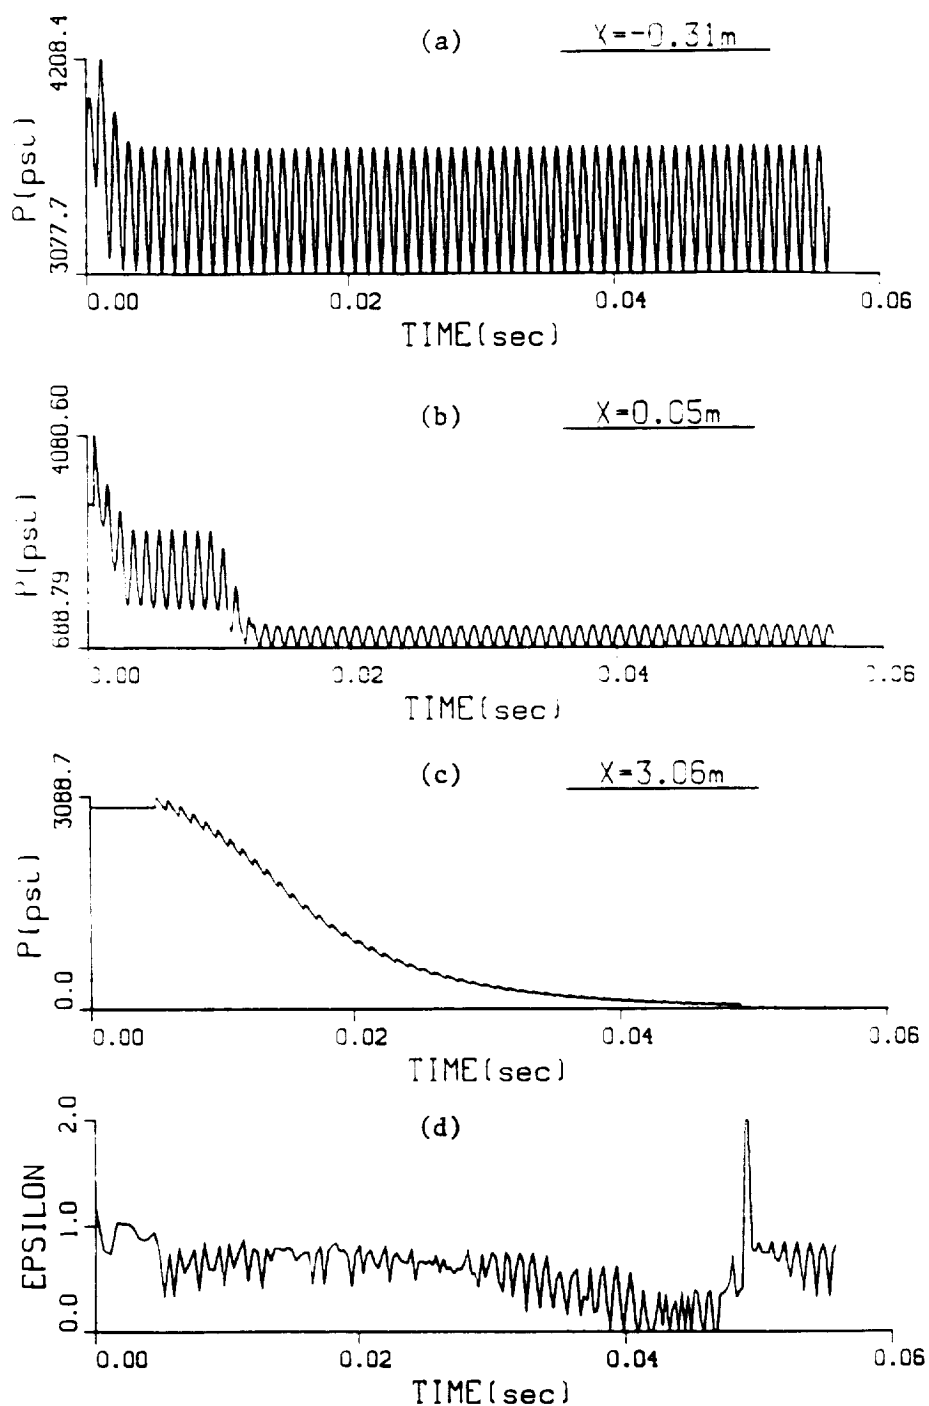 (a)
X=-0.31m
4208.4
P(psi)
3077.7
0.00
0.02
0.04
0.06
TIME(sec)
(b)
X=0.05m
4080.60
P(psi)
688.79
0.00
0.02
0.04
0.06
TIME(sec)
(c)
X=3.06m
3088.7
P(psi)
0.0
0.00
0.02
0.04
0.06
TIME(sec)
(d)
2.0
EPSILON
1.0
0.0
0.00
0.02
0.04
0.06
TIME(sec)